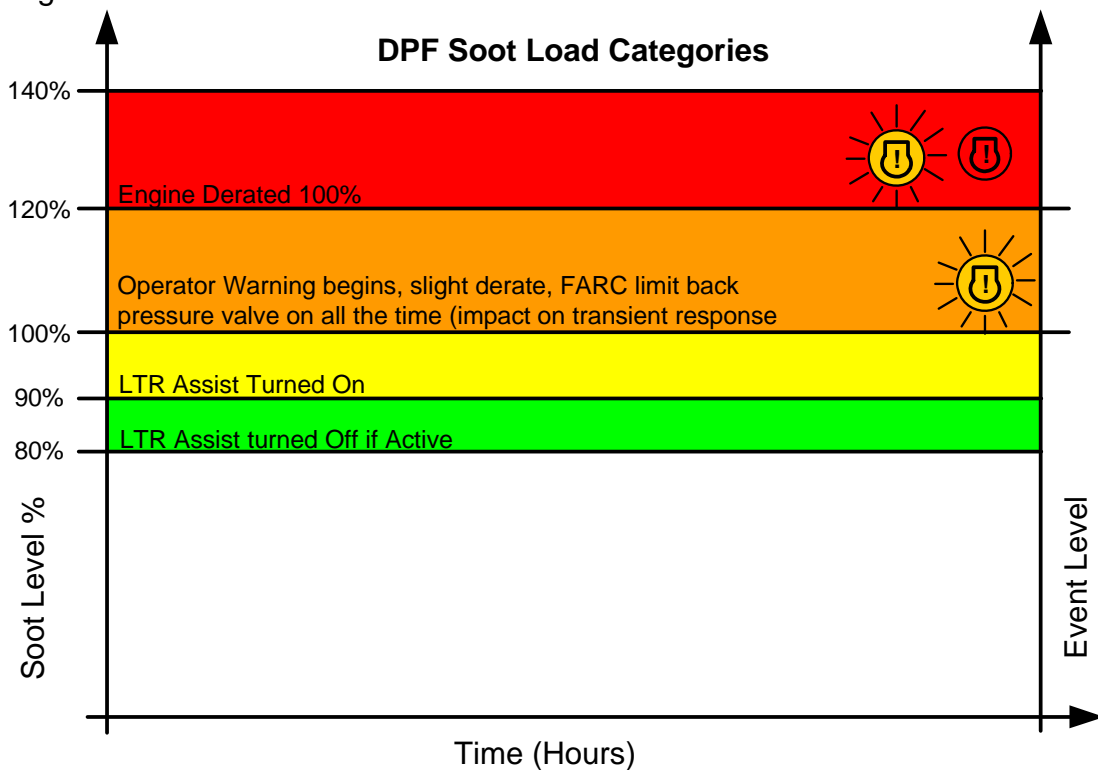 DPF Soot Load Categories
140%
Engine Derated 100%
120%
Operator Warning begins, slight derate, FARC limit back
pressure valve on all the time (impact on transient response
100%
LTR Assist Turned On
90%
LTR Assist turned Off if Active
80%
Soot Level %
Event Level
Time (Hours)
!
!
!